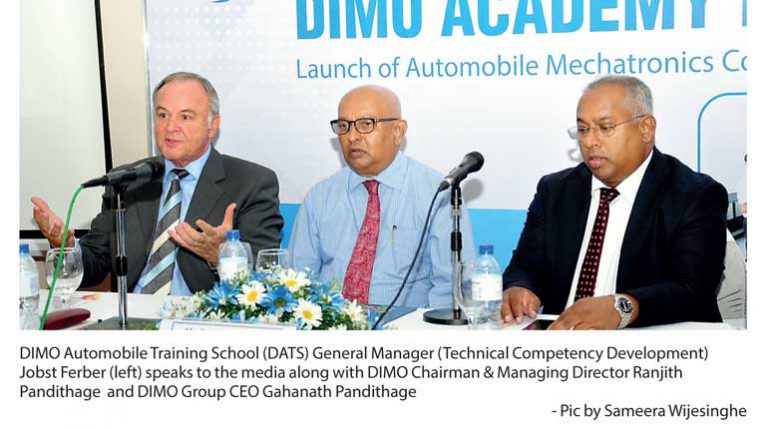 DIMO ACADEMY
Launch of Automobile Mechatronics Co
DIMO Automobile Training School (DATS) General Manager (Technical Competency Development)
Jobst Ferber (left) speaks to the media along with DIMO Chairman & Managing Director Ranjith
Pandithage and DIMO Group CEO Gahanath Pandithage
- Pic by Sameera Wijesinghe